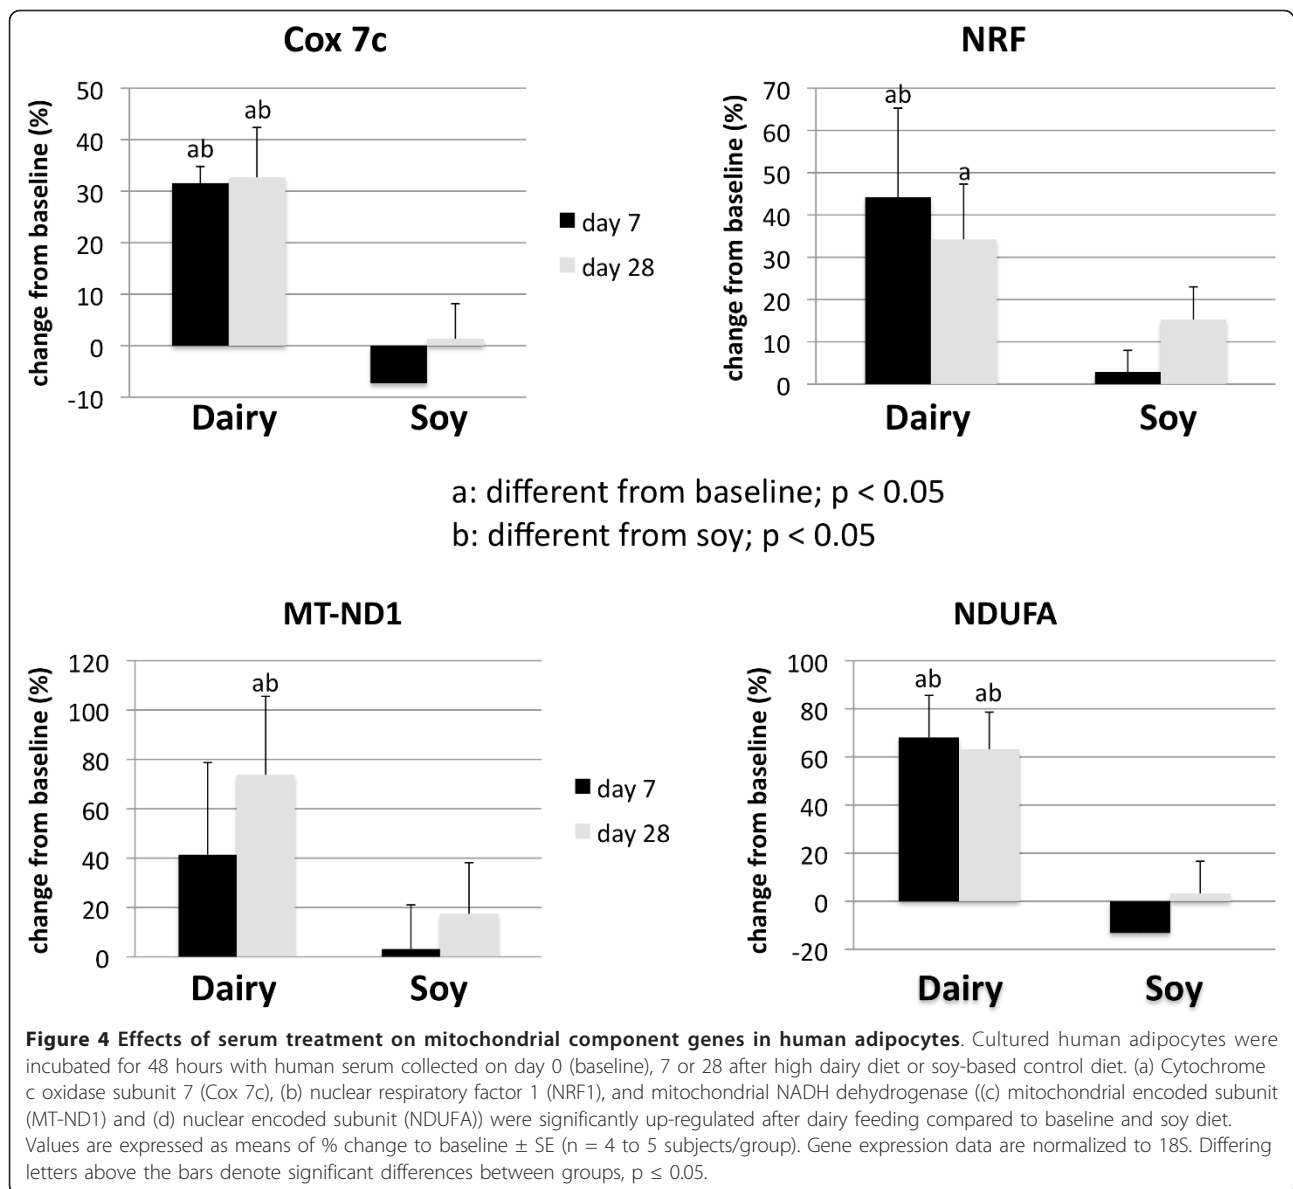 Cox 7c
change from baseline (%)
50
40
30
20
10
0
-10
ab
ab
Dairy
Soy
day 7
day 28
NRF
change from baseline (%)
70
60
50
40
30
20
10
0
ab
a
Dairy
Soy
a: different from baseline; p < 0.05
b: different from soy; p < 0.05
MT-ND1
change from baseline (%)
120
100
80
60
40
20
0
ab
Dairy
Soy
day 7
day 28
NDUFA
change from baseline (%)
100
80
60
40
20
0
-20
ab
ab
Dairy
Soy
Figure 4 Effects of serum treatment on mitochondrial component genes in human adipocytes. Cultured human adipocytes were
incubated for 48 hours with human serum collected on day 0 (baseline), 7 or 28 after high dairy diet or soy-based control diet. (a) Cytochrome
c oxidase subunit 7 (Cox 7c), (b) nuclear respiratory factor 1 (NRF1), and mitochondrial NADH dehydrogenase ((c) mitochondrial encoded subunit
(MT-ND1) and (d) nuclear encoded subunit (NDUFA)) were significantly up-regulated after dairy feeding compared to baseline and soy diet.
Values are expressed as means of % change to baseline ± SE (n = 4 to 5 subjects/group). Gene expression data are normalized to 18S. Differing
letters above the bars denote significant differences between groups, p ≤ 0.05.